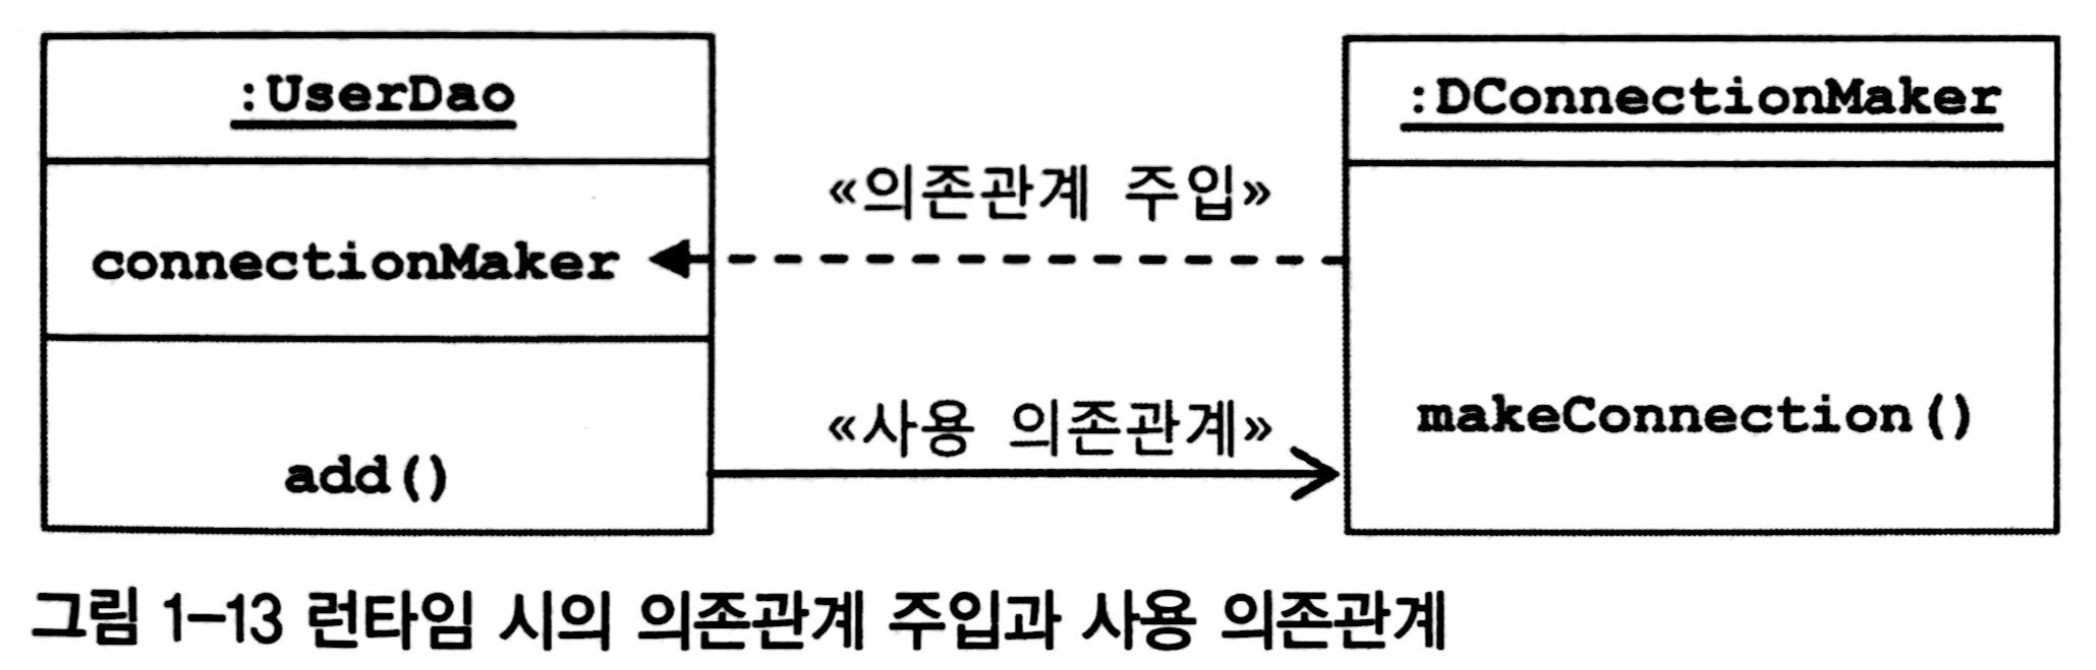 :UserDao
connectionMaker
add()
«의존관계 주입»
«사용 의존관계»
:DConnectionMaker
makeConnection()
그림 1-13 런타임 시의 의존관계 주입과 사용 의존관계